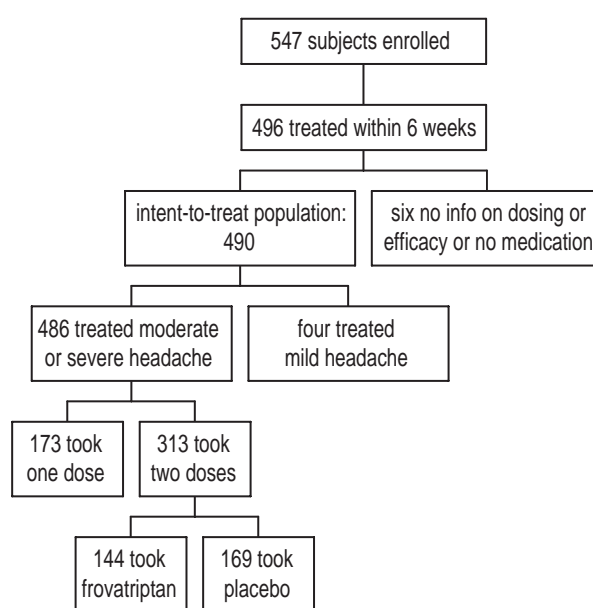 547 subjects enrolled
496 treated within 6 weeks
intent-to-treat population:
490
six no info on dosing or
efficacy or no medication
486 treated moderate
or severe headache
four treated
mild headache
173 took
one dose
313 took
two doses
144 took
frovatriptan
169 took
placebo